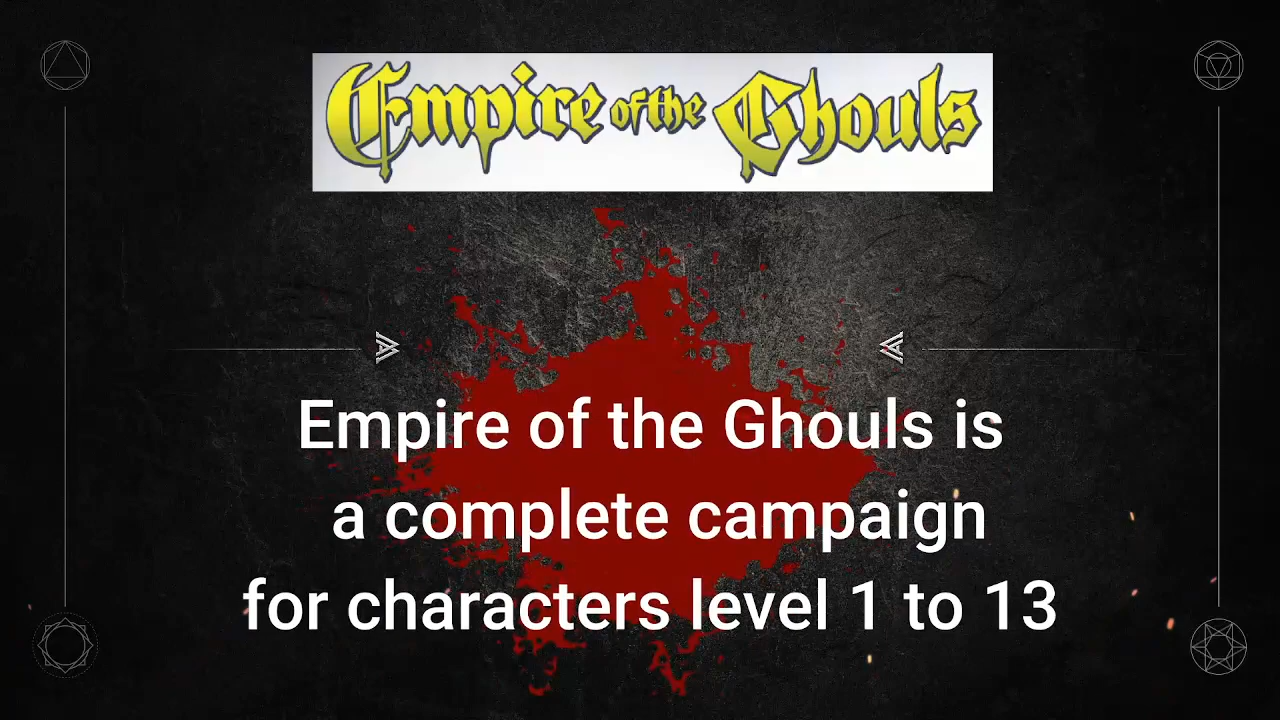 Empire of the Ghouls
Empire of the Ghouls is
a complete campaign
for characters level 1 to 13